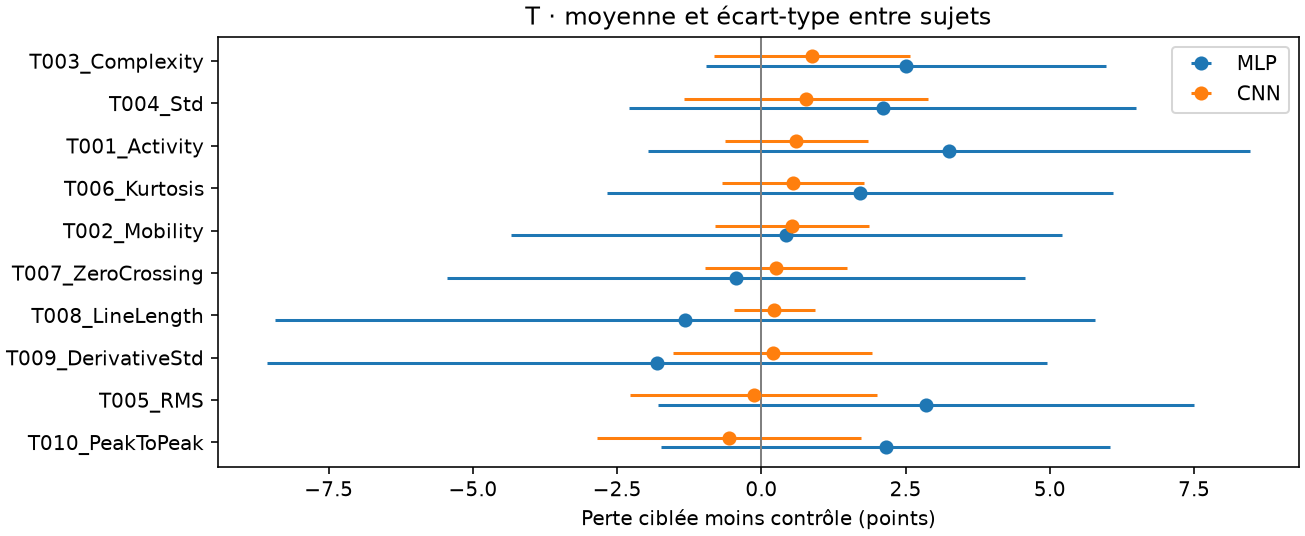 T · moyenne et écart-type entre sujets
MLP
CNN
T003_Complexity
T004_Std
T001_Activity
T006_Kurtosis
T002_Mobility
T007_ZeroCrossing
T008_LineLength
T009_DerivativeStd
T005_RMS
T010_PeakToPeak
−7.5 −5.0 −2.5 0.0 2.5 5.0 7.5
Perte ciblée moins contrôle (points)